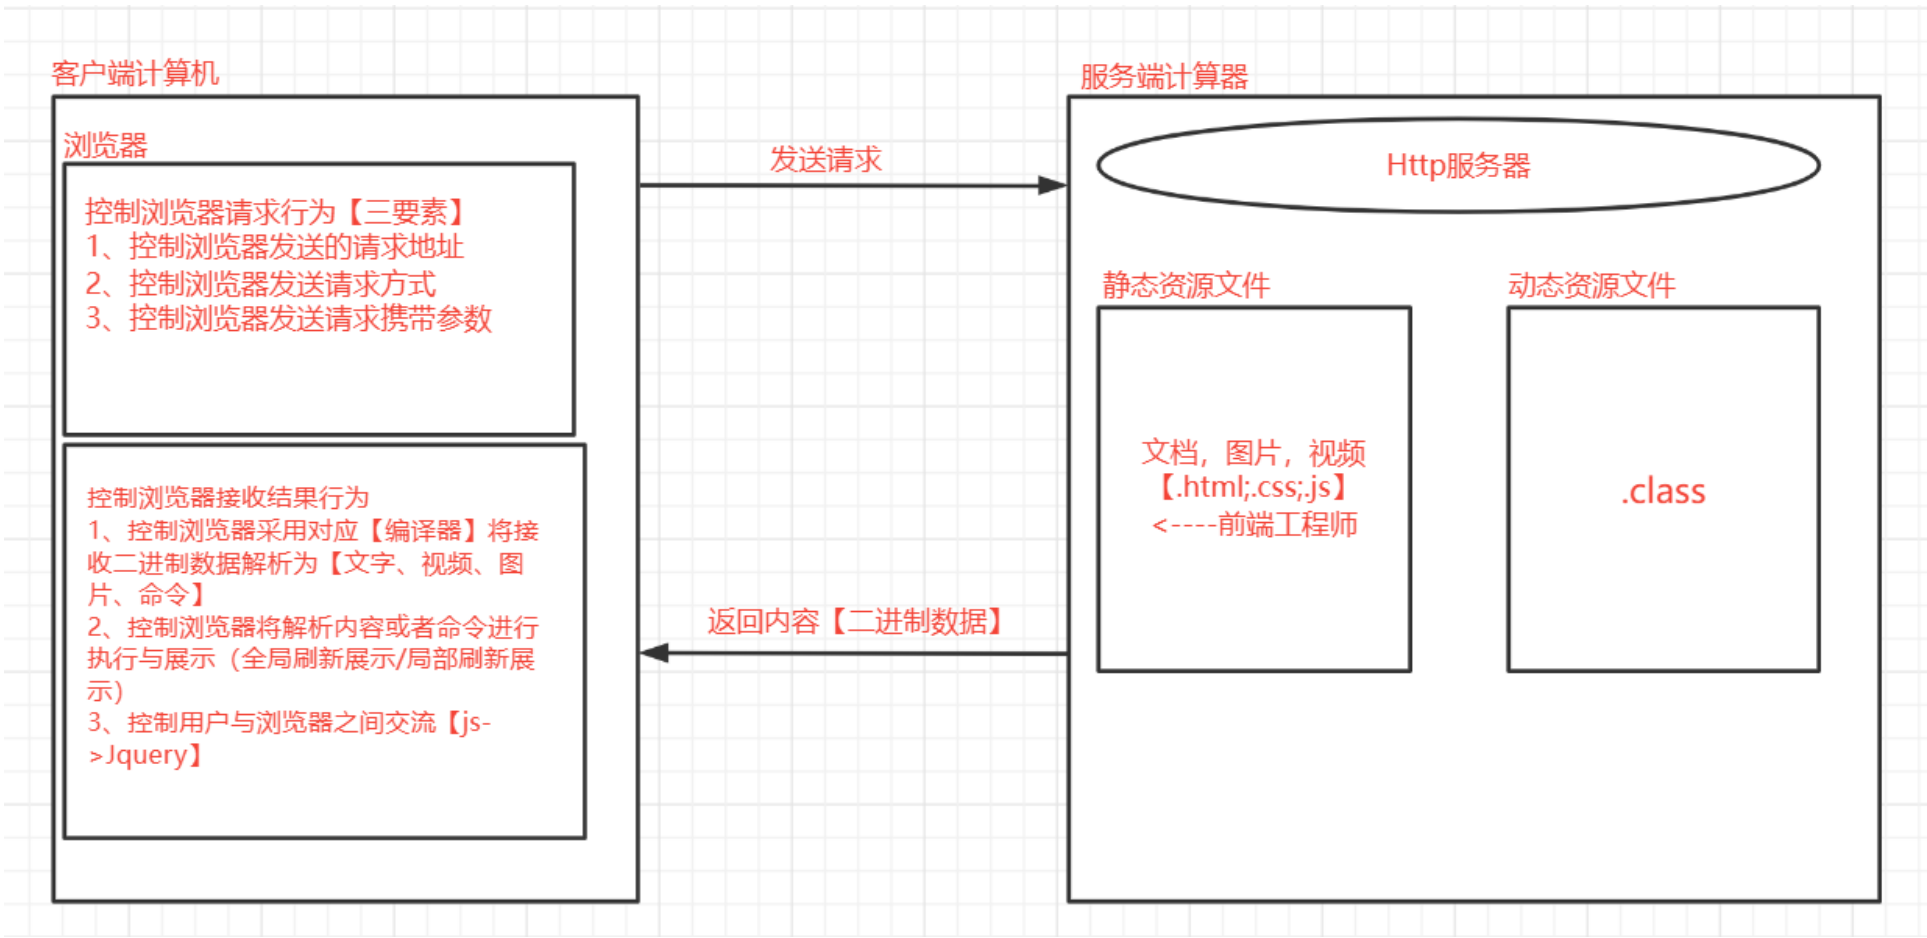 客户端计算机
浏览器
控制浏览器请求行为【三要素】
1、控制浏览器发送的请求地址
2、控制浏览器发送请求方式
3、控制浏览器发送请求携带参数
控制浏览器接收结果行为
1、控制浏览器采用对应【编译器】将接
收二进制数据解析为【文字、视频、图
片、命令】
2、控制浏览器将解析内容或者命令进行
执行与展示（全局刷新展示/局部刷新展
示）
3、控制用户与浏览器之间交流【js-
>Jquery】
发送请求
返回内容【二进制数据】
服务端计算器
Http服务器
静态资源文件
文档，图片，视频
【.html;.css;.js】
<----前端工程师
动态资源文件
.class